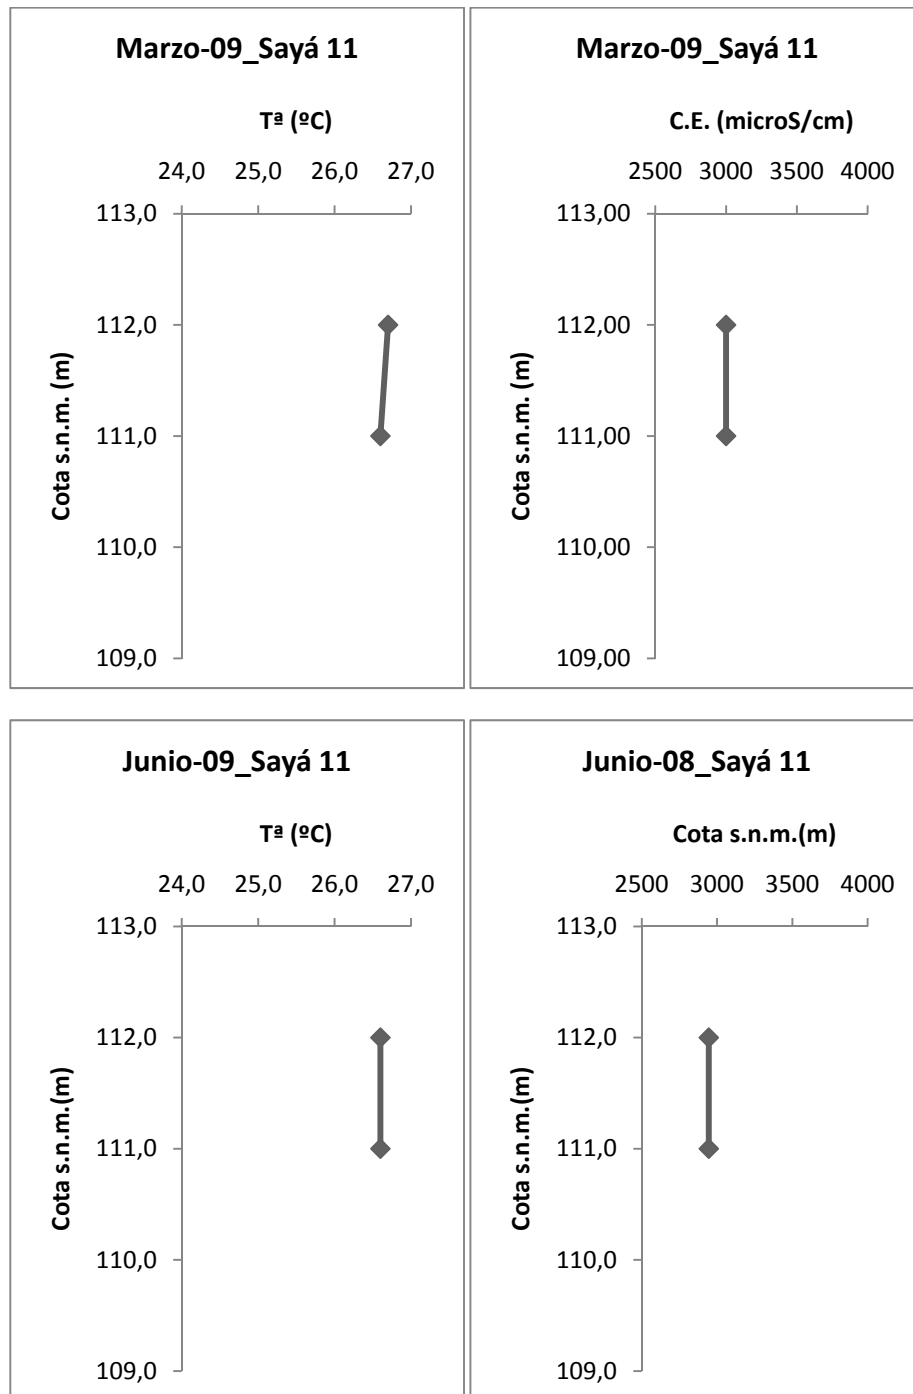 Marzo-09_Sayá 11
Tª (ºC)
24,0 25,0 26,0 27,0
113,0
112,0
111,0
110,0
109,0
Cota s.n.m. (m)
Marzo-09_Sayá 11
C.E. (microS/cm)
2500 3000 3500 4000
113,00
112,00
111,00
110,00
109,00
Cota s.n.m. (m)
Junio-09_Sayá 11
Tª (ºC)
24,0 25,0 26,0 27,0
113,0
112,0
111,0
110,0
109,0
Cota s.n.m.(m)
Junio-08_Sayá 11
Cota s.n.m.(m)
2500 3000 3500 4000
113,0
112,0
111,0
110,0
109,0
Cota s.n.m.(m)